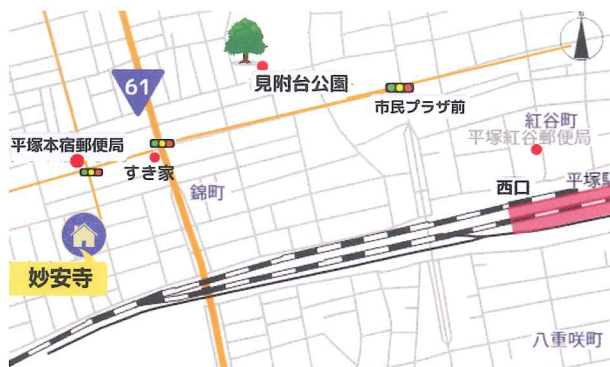 61
見附台公園
市民プラザ前
紅谷町
平塚紅谷郵便局
平塚本宿郵便局
すき家
錦町
西口
平塚駅
妙安寺
八重咲町